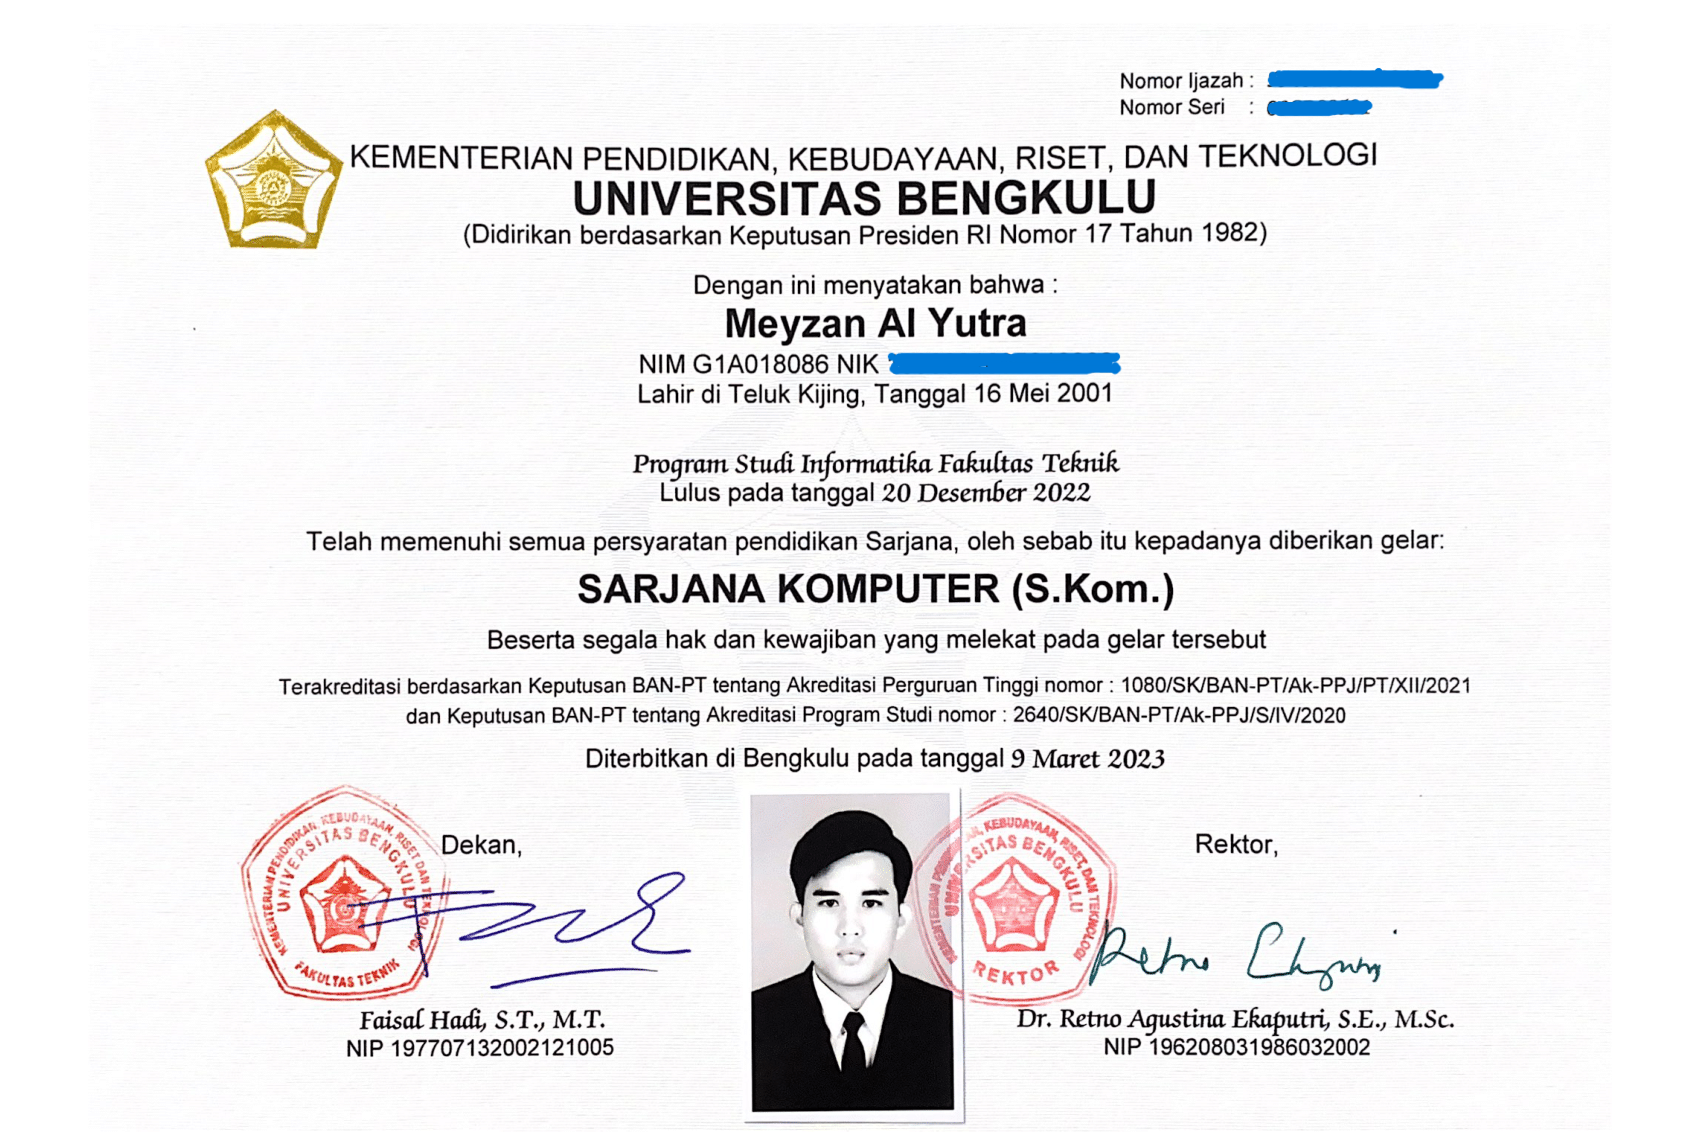 Nomor Ijazah :
Nomor Seri :
KEMENTERIAN PENDIDIKAN, KEBUDAYAAN, RISET, DAN TEKNOLOGI
UNIVERSITAS BENGKULU
(Didirikan berdasarkan Keputusan Presiden RI Nomor 17 Tahun 1982)
Dengan ini menyatakan bahwa :
Meyzan Al Yutra
NIM G1A018086 NIK
Lahir di Teluk Kijing, Tanggal 16 Mei 2001
Program Studi Informatika Fakultas Teknik
Lulus pada tanggal 20 Desember 2022
Telah memenuhi semua persyaratan pendidikan Sarjana, oleh sebab itu kepadanya diberikan gelar:
SARJANA KOMPUTER (S.Kom.)
Beserta segala hak dan kewajiban yang melekat pada gelar tersebut
Terakreditasi berdasarkan Keputusan BAN-PT tentang Akreditasi Perguruan Tinggi nomor : 1080/SK/BAN-PT/Ak-PPJ/PT/XII/2021
dan Keputusan BAN-PT tentang Akreditasi Program Studi nomor : 2640/SK/BAN-PT/Ak-PPJ/S/IV/2020
Diterbitkan di Bengkulu pada tanggal 9 Maret 2023
Dekan,
KEMENTERIAN PENDIDIKAN, KEBUDAYAAN, RISET DAN TEKNOLOGI
UNIVERSITAS BENGKULU
FAKULTAS TEKNIK
Faisal Hadi, S.T., M.T.
NIP 197707132002121005
Rektor,
KEBUDAYAAN, RISET, DAN TEKNOLOGI
UNIVERSITAS BENGKULU
REKTOR
Retno
Dr. Retno Agustina Ekaputri, S.E., M.Sc.
NIP 196208031986032002